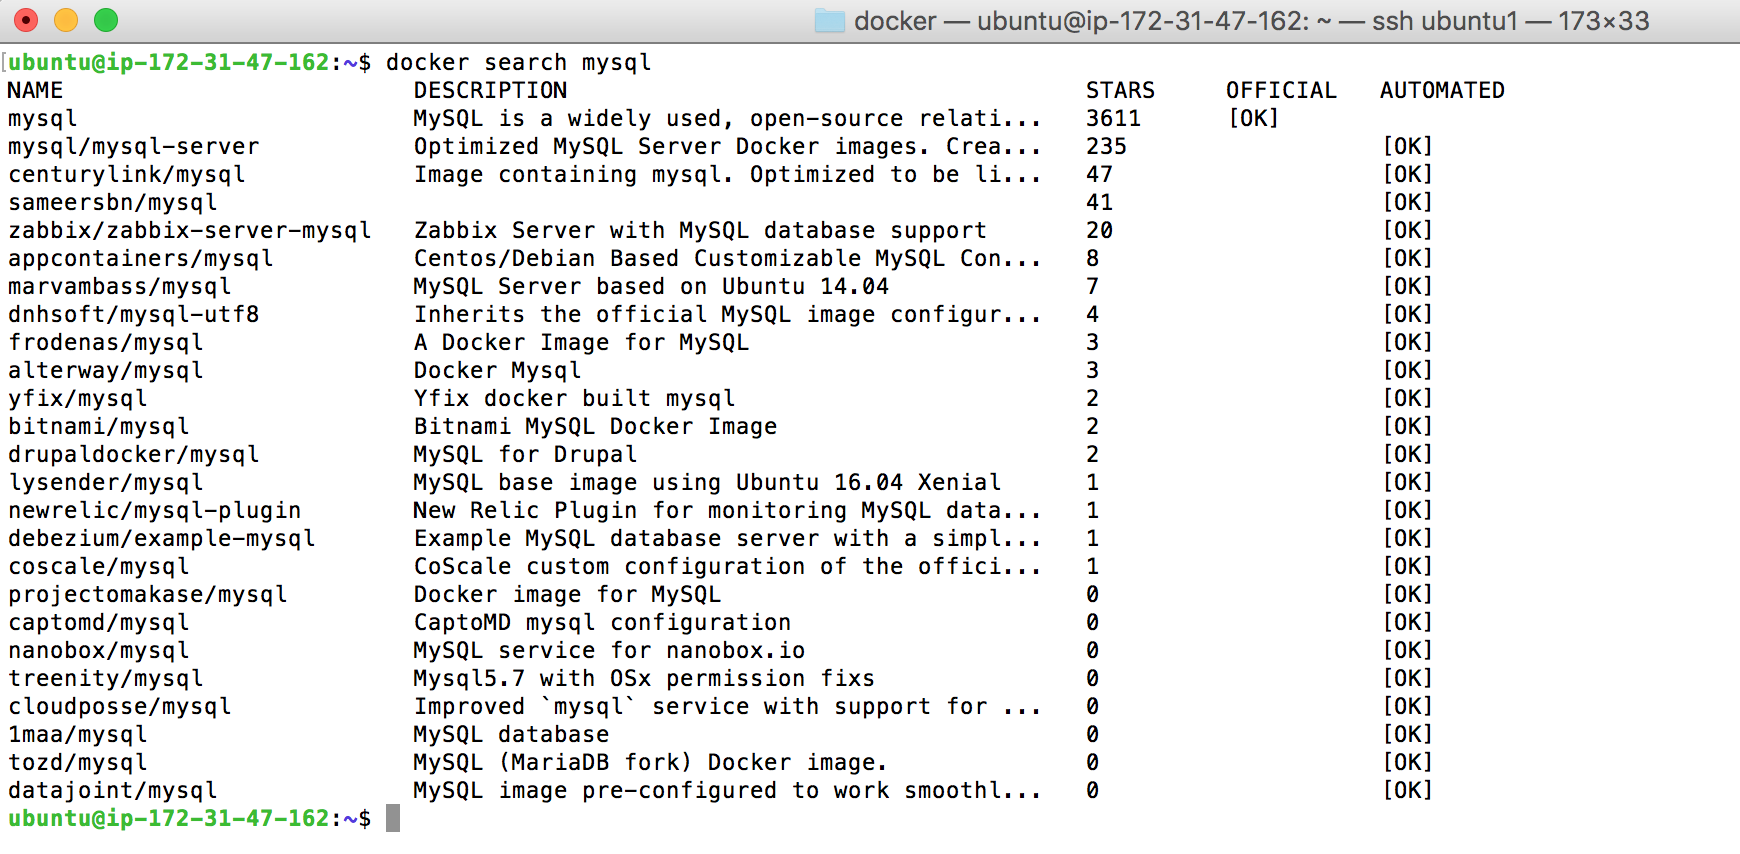 docker — ubuntu@ip-172-31-47-162: ~ — ssh ubuntu1 — 173×33
[ubuntu@ip-172-31-47-162:~$ docker search mysql
NAME                         DESCRIPTION                                     STARS     OFFICIAL   AUTOMATED
mysql                        MySQL is a widely used, open-source relati...   3611      [OK]
mysql/mysql-server           Optimized MySQL Server Docker images. Crea...   235                  [OK]
centurylink/mysql            Image containing mysql. Optimized to be li...   47                   [OK]
sameersbn/mysql                                                              41                   [OK]
zabbix/zabbix-server-mysql   Zabbix Server with MySQL database support       20                   [OK]
appcontainers/mysql          Centos/Debian Based Customizable MySQL Con...   8                    [OK]
marvambass/mysql             MySQL Server based on Ubuntu 14.04              7                    [OK]
dnhsoft/mysql-utf8           Inherits the official MySQL image configur...   4                    [OK]
frodenas/mysql               A Docker Image for MySQL                        3                    [OK]
alterway/mysql               Docker Mysql                                    3                    [OK]
yfix/mysql                   Yfix docker built mysql                         2                    [OK]
bitnami/mysql                Bitnami MySQL Docker Image                      2                    [OK]
drupaldocker/mysql           MySQL for Drupal                                2                    [OK]
lysender/mysql               MySQL base image using Ubuntu 16.04 Xenial      1                    [OK]
newrelic/mysql-plugin        New Relic Plugin for monitoring MySQL data...   1                    [OK]
debezium/example-mysql       Example MySQL database server with a simpl...   1                    [OK]
coscale/mysql                CoScale custom configuration of the offici...   1                    [OK]
projectomakase/mysql         Docker image for MySQL                          0                    [OK]
captomd/mysql                CaptoMD mysql configuration                     0                    [OK]
nanobox/mysql                MySQL service for nanobox.io                    0                    [OK]
treenity/mysql               Mysql5.7 with OSx permission fixs               0                    [OK]
cloudposse/mysql             Improved `mysql` service with support for ...   0                    [OK]
1maa/mysql                   MySQL database                                  0                    [OK]
tozd/mysql                   MySQL (MariaDB fork) Docker image.              0                    [OK]
datajoint/mysql              MySQL image pre-configured to work smoothl...   0                    [OK]
ubuntu@ip-172-31-47-162:~$